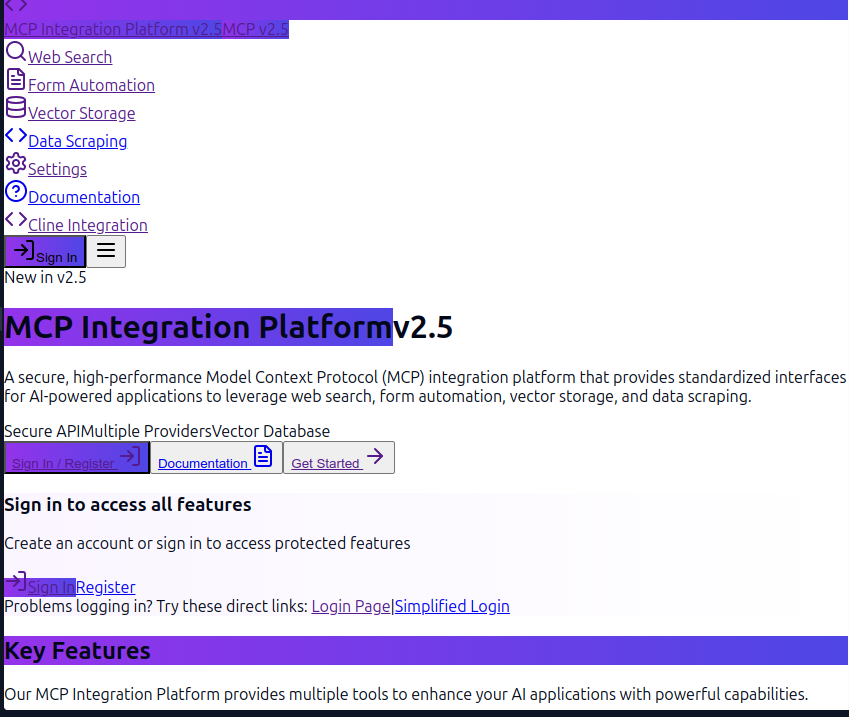 MCP Integration Platform v2.5MCP v2.5
Web Search
Form Automation
Vector Storage
Data Scraping
Settings
Documentation
Cline Integration
Sign In
New in v2.5
MCP Integration Platformv2.5
A secure, high-performance Model Context Protocol (MCP) integration platform that provides standardized interfaces
for AI-powered applications to leverage web search, form automation, vector storage, and data scraping.
Secure APIMultiple ProvidersVector Database
Sign In / Register Documentation Get Started
Sign in to access all features
Create an account or sign in to access protected features
Sign InRegister
Problems logging in? Try these direct links: Login Page|Simplified Login
Key Features
Our MCP Integration Platform provides multiple tools to enhance your AI applications with powerful capabilities.